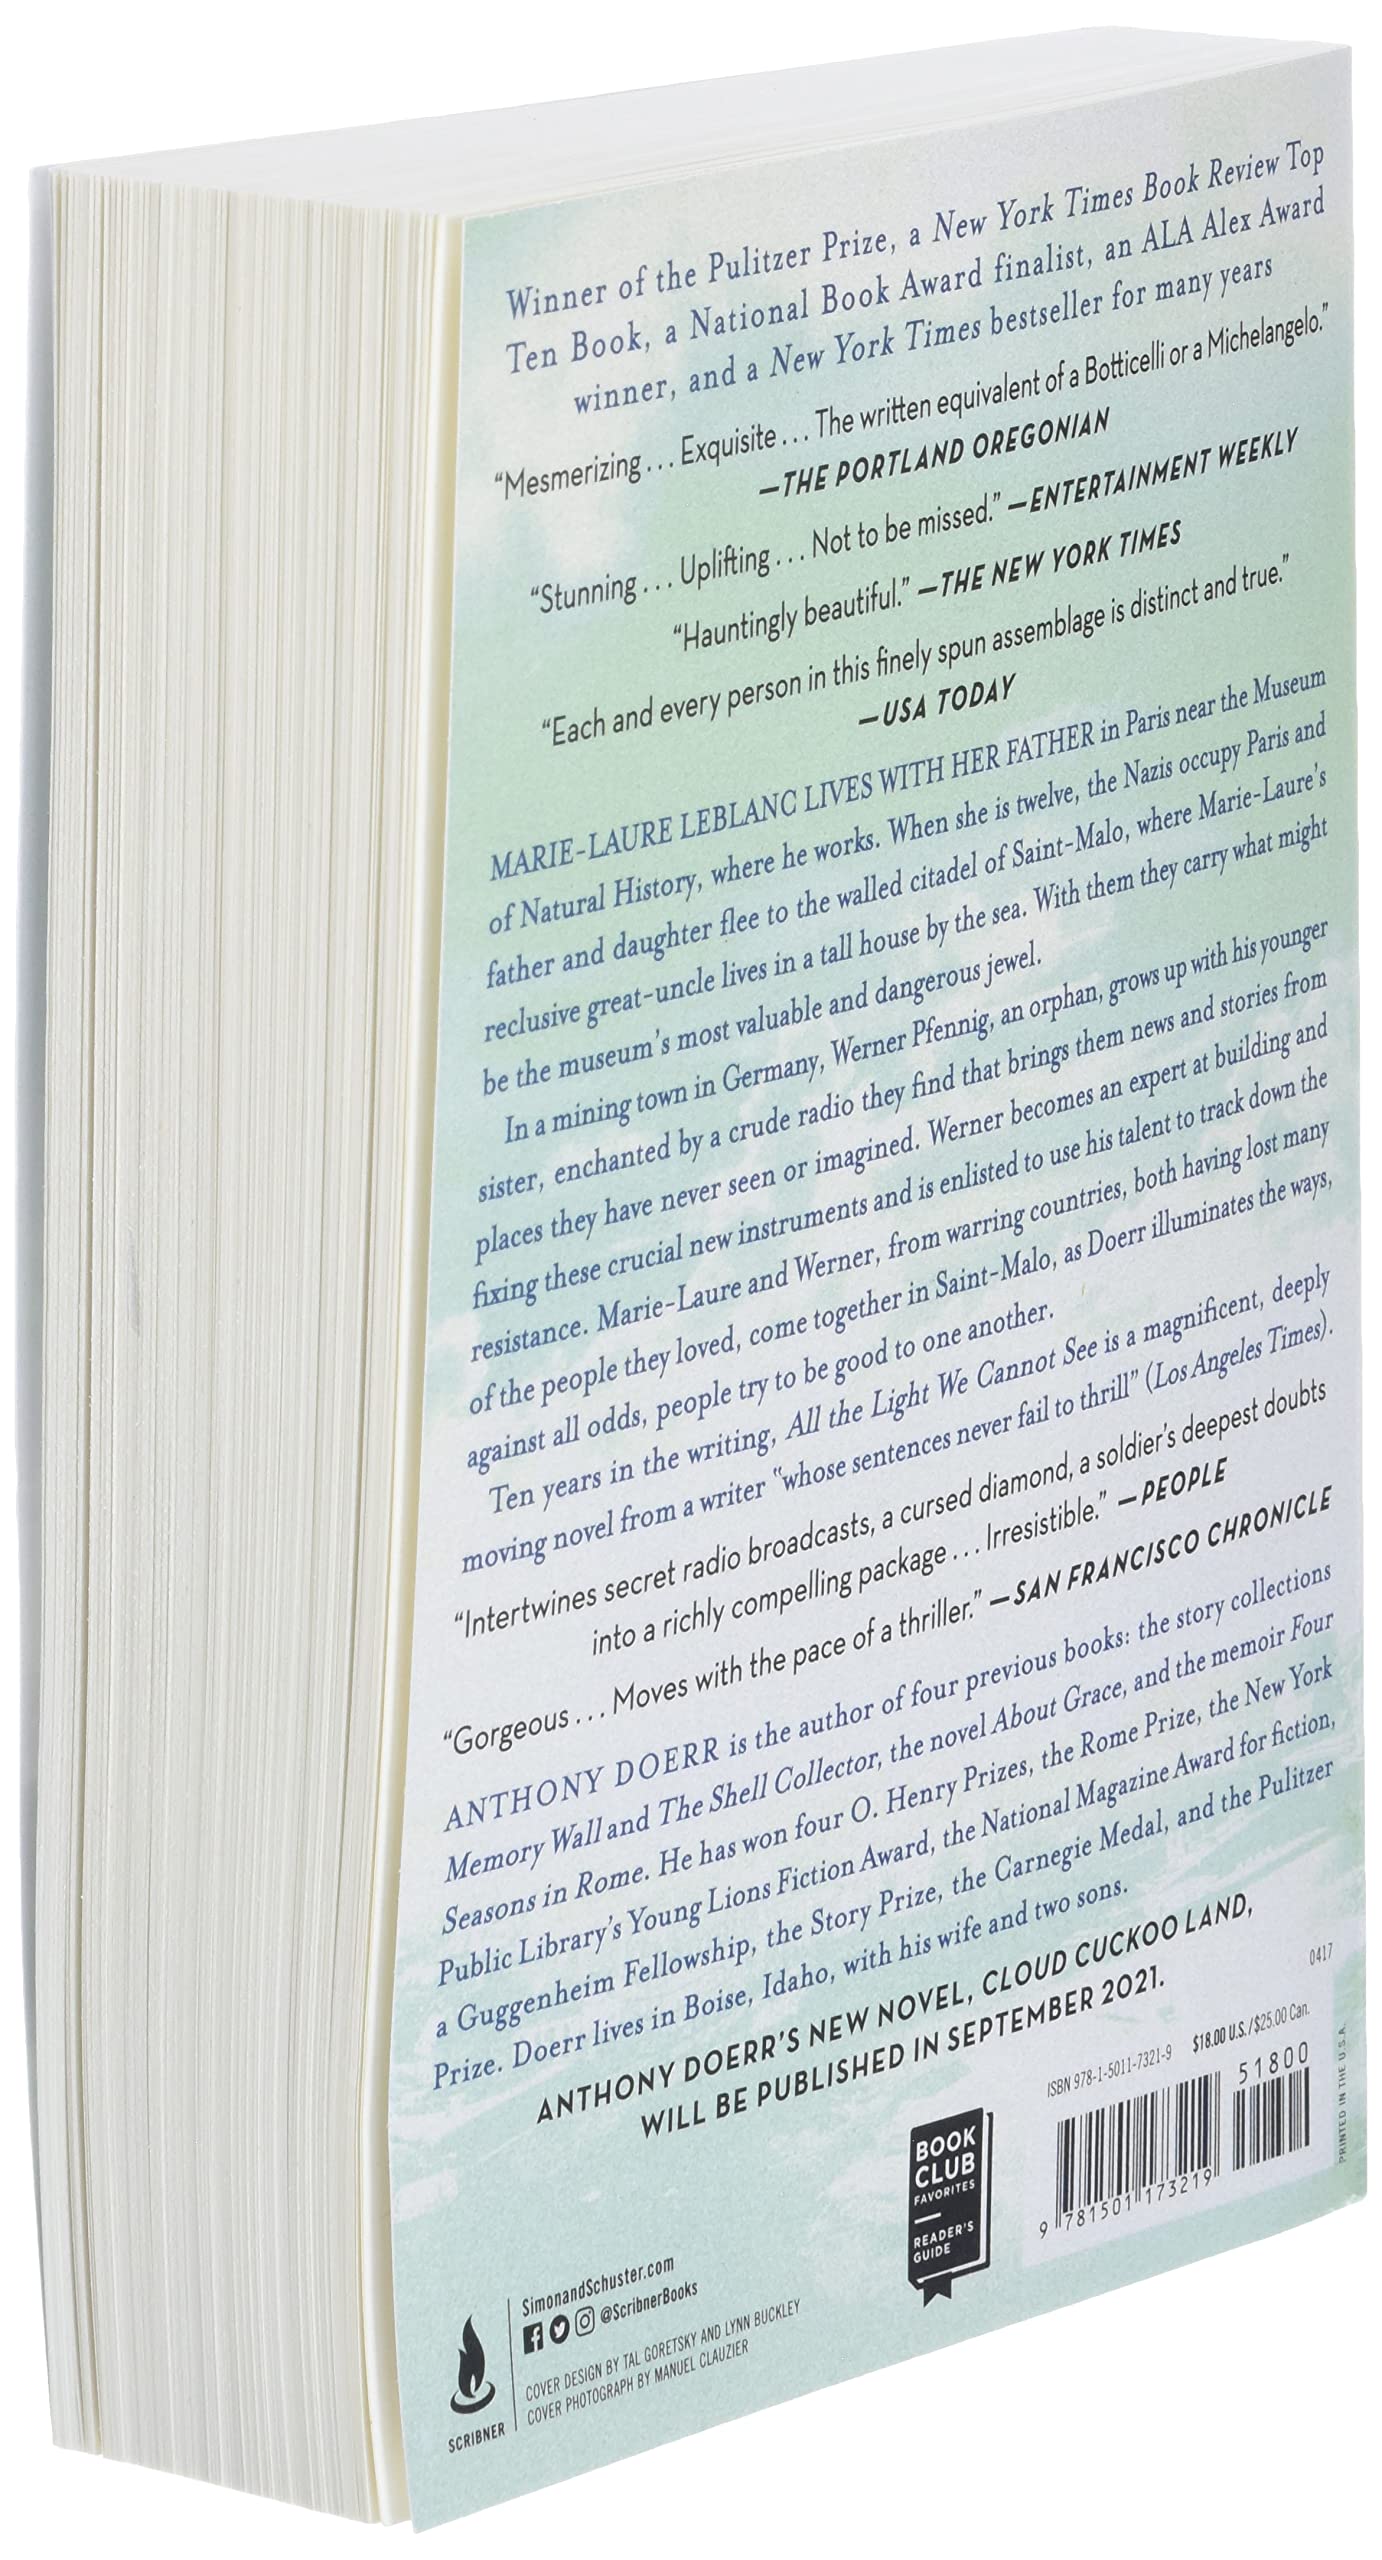 Winner of the Pulitzer Prize, a New York Times Book Review Top
Ten Book, a National Book Award finalist, an ALA Alex Award
winner, and a New York Times bestseller for many years
“Mesmerizing . . . Exquisite . . . The written equivalent of a Botticelli or a Michelangelo.”
—THE PORTLAND OREGONIAN
“Stunning . . . Uplifting . . . Not to be missed.” —ENTERTAINMENT WEEKLY
“Hauntingly beautiful.” —THE NEW YORK TIMES
“Each and every person in this finely spun assemblage is distinct and true.”
—USA TODAY
MARIE-LAURE LEBLANC LIVES WITH HER FATHER in Paris near the Museum
of Natural History, where he works. When she is twelve, the Nazis occupy Paris and
father and daughter flee to the walled citadel of Saint-Malo, where Marie-Laure’s
reclusive great-uncle lives in a tall house by the sea. With them they carry what might
be the museum’s most valuable and dangerous jewel.
In a mining town in Germany, Werner Pfennig, an orphan, grows up with his younger
sister, enchanted by a crude radio they find that brings them news and stories from
places they have never seen or imagined. Werner becomes an expert at building and
fixing these crucial new instruments and is enlisted to use his talent to track down the
resistance. Marie-Laure and Werner, from warring countries, both having lost many
of the people they loved, come together in Saint-Malo, as Doerr illuminates the ways,
against all odds, people try to be good to one another.
Ten years in the writing, All the Light We Cannot See is a magnificent, deeply
moving novel from a writer “whose sentences never fail to thrill” (Los Angeles Times).
“Intertwines secret radio broadcasts, a cursed diamond, a soldier’s deepest doubts
into a richly compelling package . . . Irresistible.” —PEOPLE
“Gorgeous . . . Moves with the pace of a thriller.” —SAN FRANCISCO CHRONICLE
ANTHONY DOERR is the author of four previous books: the story collections
Memory Wall and The Shell Collector, the novel About Grace, and the memoir Four
Seasons in Rome. He has won four O. Henry Prizes, the Rome Prize, the New York
Public Library’s Young Lions Fiction Award, the National Magazine Award for fiction,
a Guggenheim Fellowship, the Story Prize, the Carnegie Medal, and the Pulitzer
Prize. Doerr lives in Boise, Idaho, with his wife and two sons.
ANTHONY DOERR’S NEW NOVEL, CLOUD CUCKOO LAND,
WILL BE PUBLISHED IN SEPTEMBER 2021.
0417
ISBN 978-1-5011-7321-9 $18.00 U.S./$25.00 Can.
51800
9 781501 173219
PRINTED IN THE U.S.A.
BOOK
CLUB
FAVORITES
READER’S
GUIDE
SimonandSchuster.com
@ScribnerBooks
COVER DESIGN BY TAL GORETSKY AND LYNN BUCKLEY
COVER PHOTOGRAPH BY MANUEL CLAUZIER
SCRIBNER